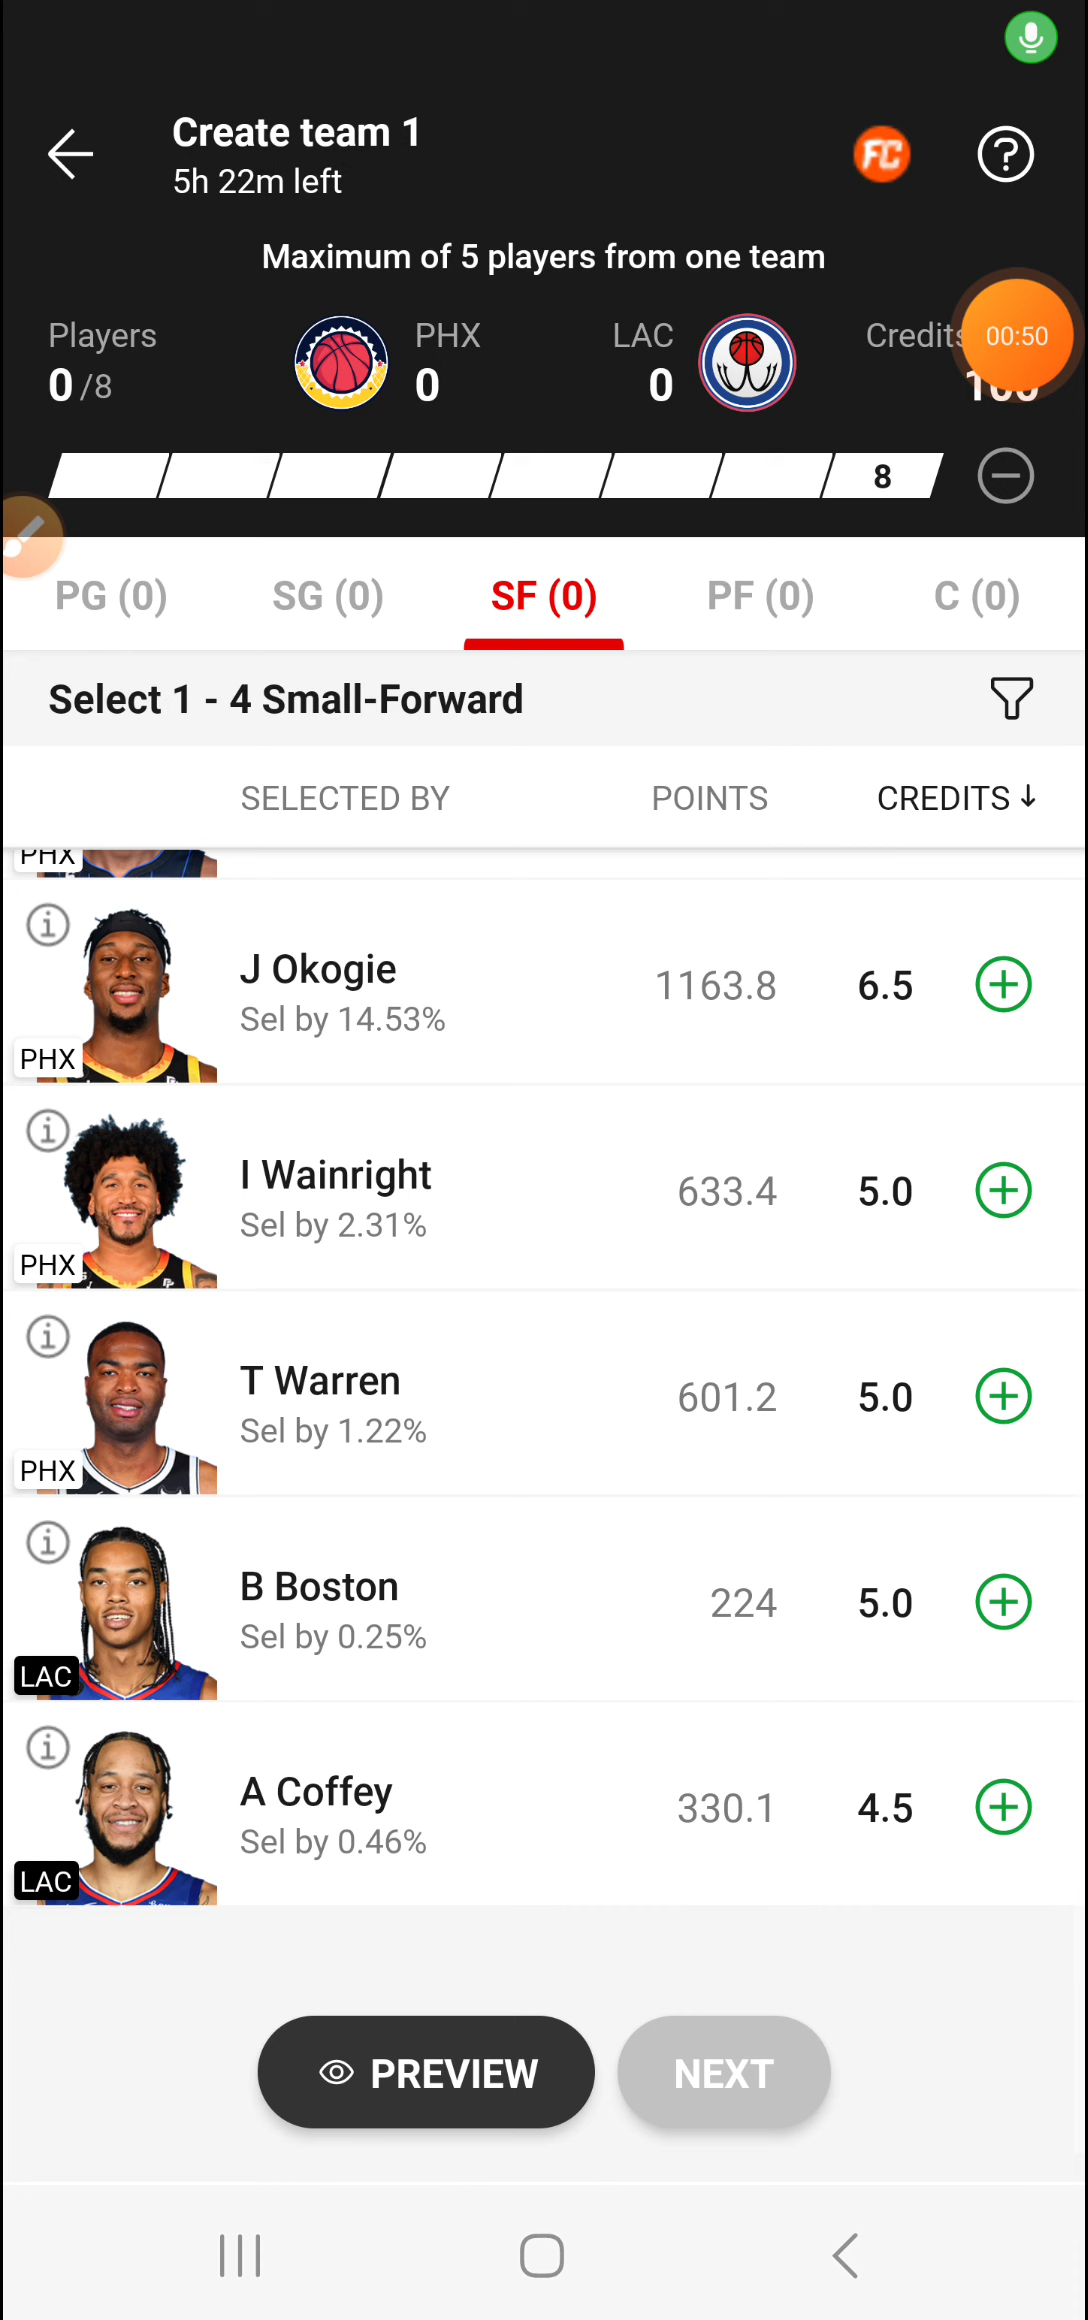 Create team 1
5h 22m left
FC
Maximum of 5 players from one team
Players
0/8
PHX
0
LAC
0
Credits
100
00:50
8
PG (0)
SG (0)
SF (0)
PF (0)
C (0)
Select 1 - 4 Small-Forward
SELECTED BY
POINTS
CREDITS ↓
PHX
J Okogie
Sel by 14.53%
1163.8
6.5
PHX
I Wainright
Sel by 2.31%
633.4
5.0
PHX
T Warren
Sel by 1.22%
601.2
5.0
PHX
B Boston
Sel by 0.25%
224
5.0
LAC
A Coffey
Sel by 0.46%
330.1
4.5
LAC
PREVIEW
NEXT